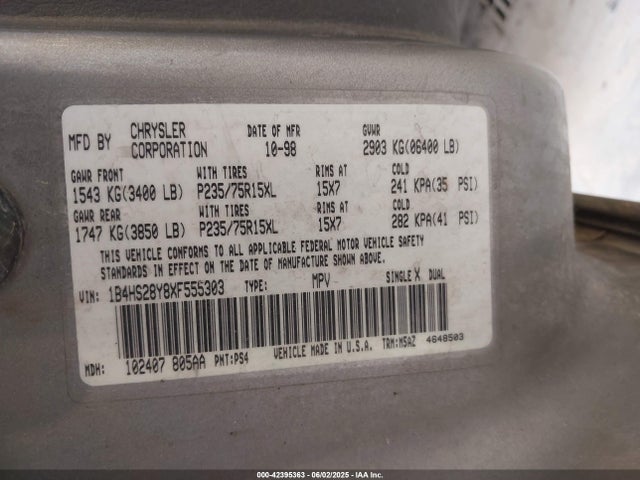 MFD BY CHRYSLER CORPORATION DATE OF MFR 10-98 GVWR 2903 KG(06400 LB)
GAWR FRONT WITH TIRES RIMS AT COLD
1543 KG(3400 LB) P235/75R15XL 15X7 241 KPA(35 PSI)
GAWR REAR WITH TIRES RIMS AT COLD
1747 KG(3850 LB) P235/75R15XL 15X7 282 KPA(41 PSI)
THIS VEHICLE CONFORMS TO ALL APPLICABLE FEDERAL MOTOR VEHICLE SAFETY
STANDARDS IN EFFECT ON THE DATE OF MANUFACTURE SHOWN ABOVE.
VIN: 1B4HS28Y8XF555303 TYPE: MPV SINGLE X DUAL
MDH: 102407 805AA PNT:PS4 VEHICLE MADE IN U.S.A. TRM:M5AZ 4648503
000-42395363 | 06/02/2025 | IAA Inc.